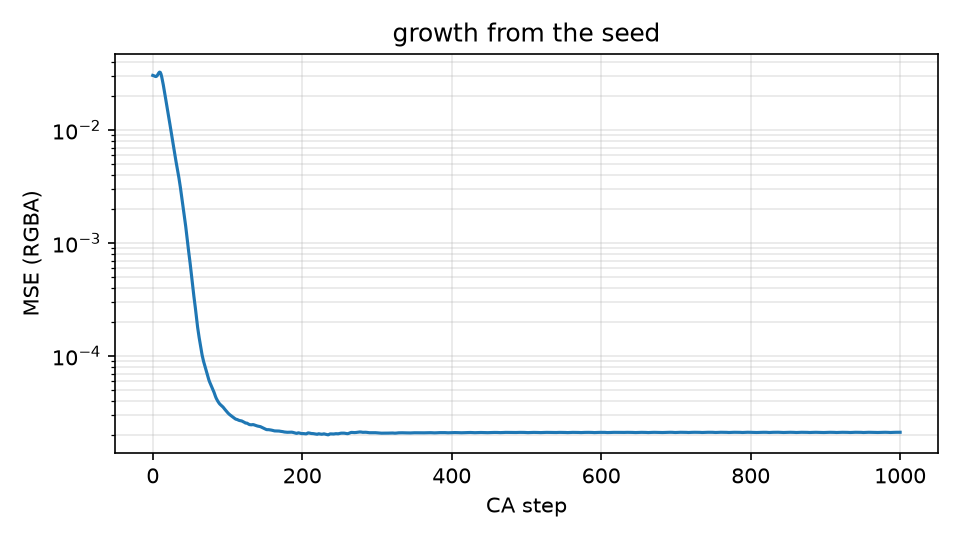 growth from the seed
MSE (RGBA)
10⁻²
10⁻³
10⁻⁴
0 200 400 600 800 1000
CA step